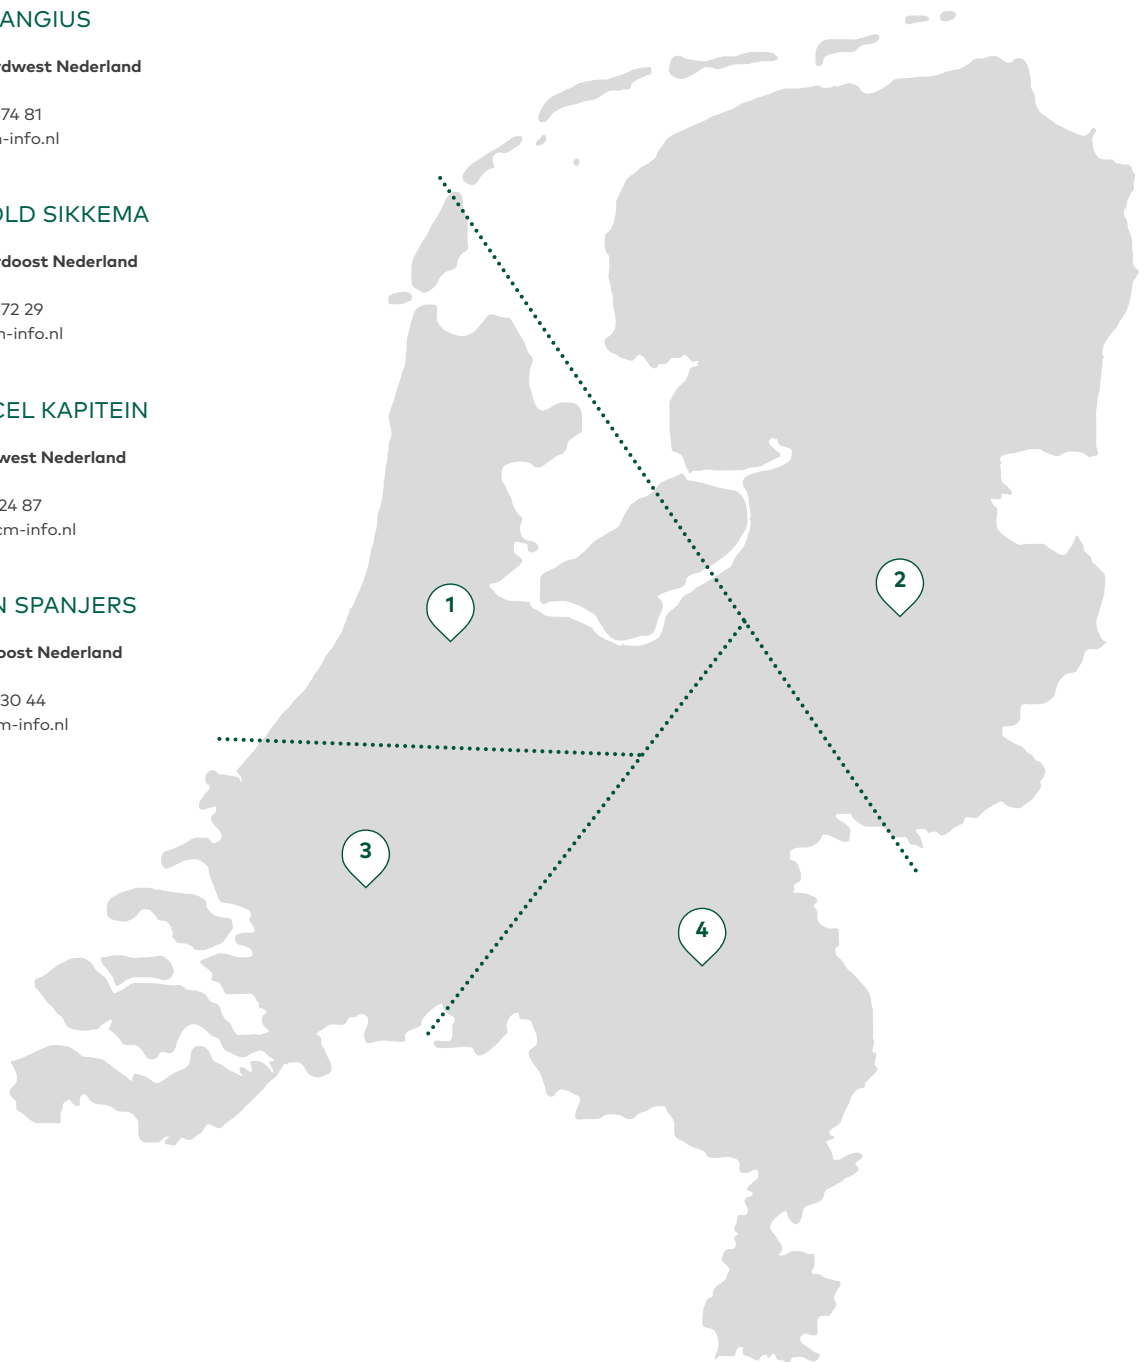 ANGIUS
rdwest Nederland
74 81
n-info.nl
OLD SIKKEMA
rdoost Nederland
72 29
n-info.nl
CEL KAPITEIN
west Nederland
24 87
cm-info.nl
N SPANJERS
oost Nederland
30 44
m-info.nl
1
2
3
4